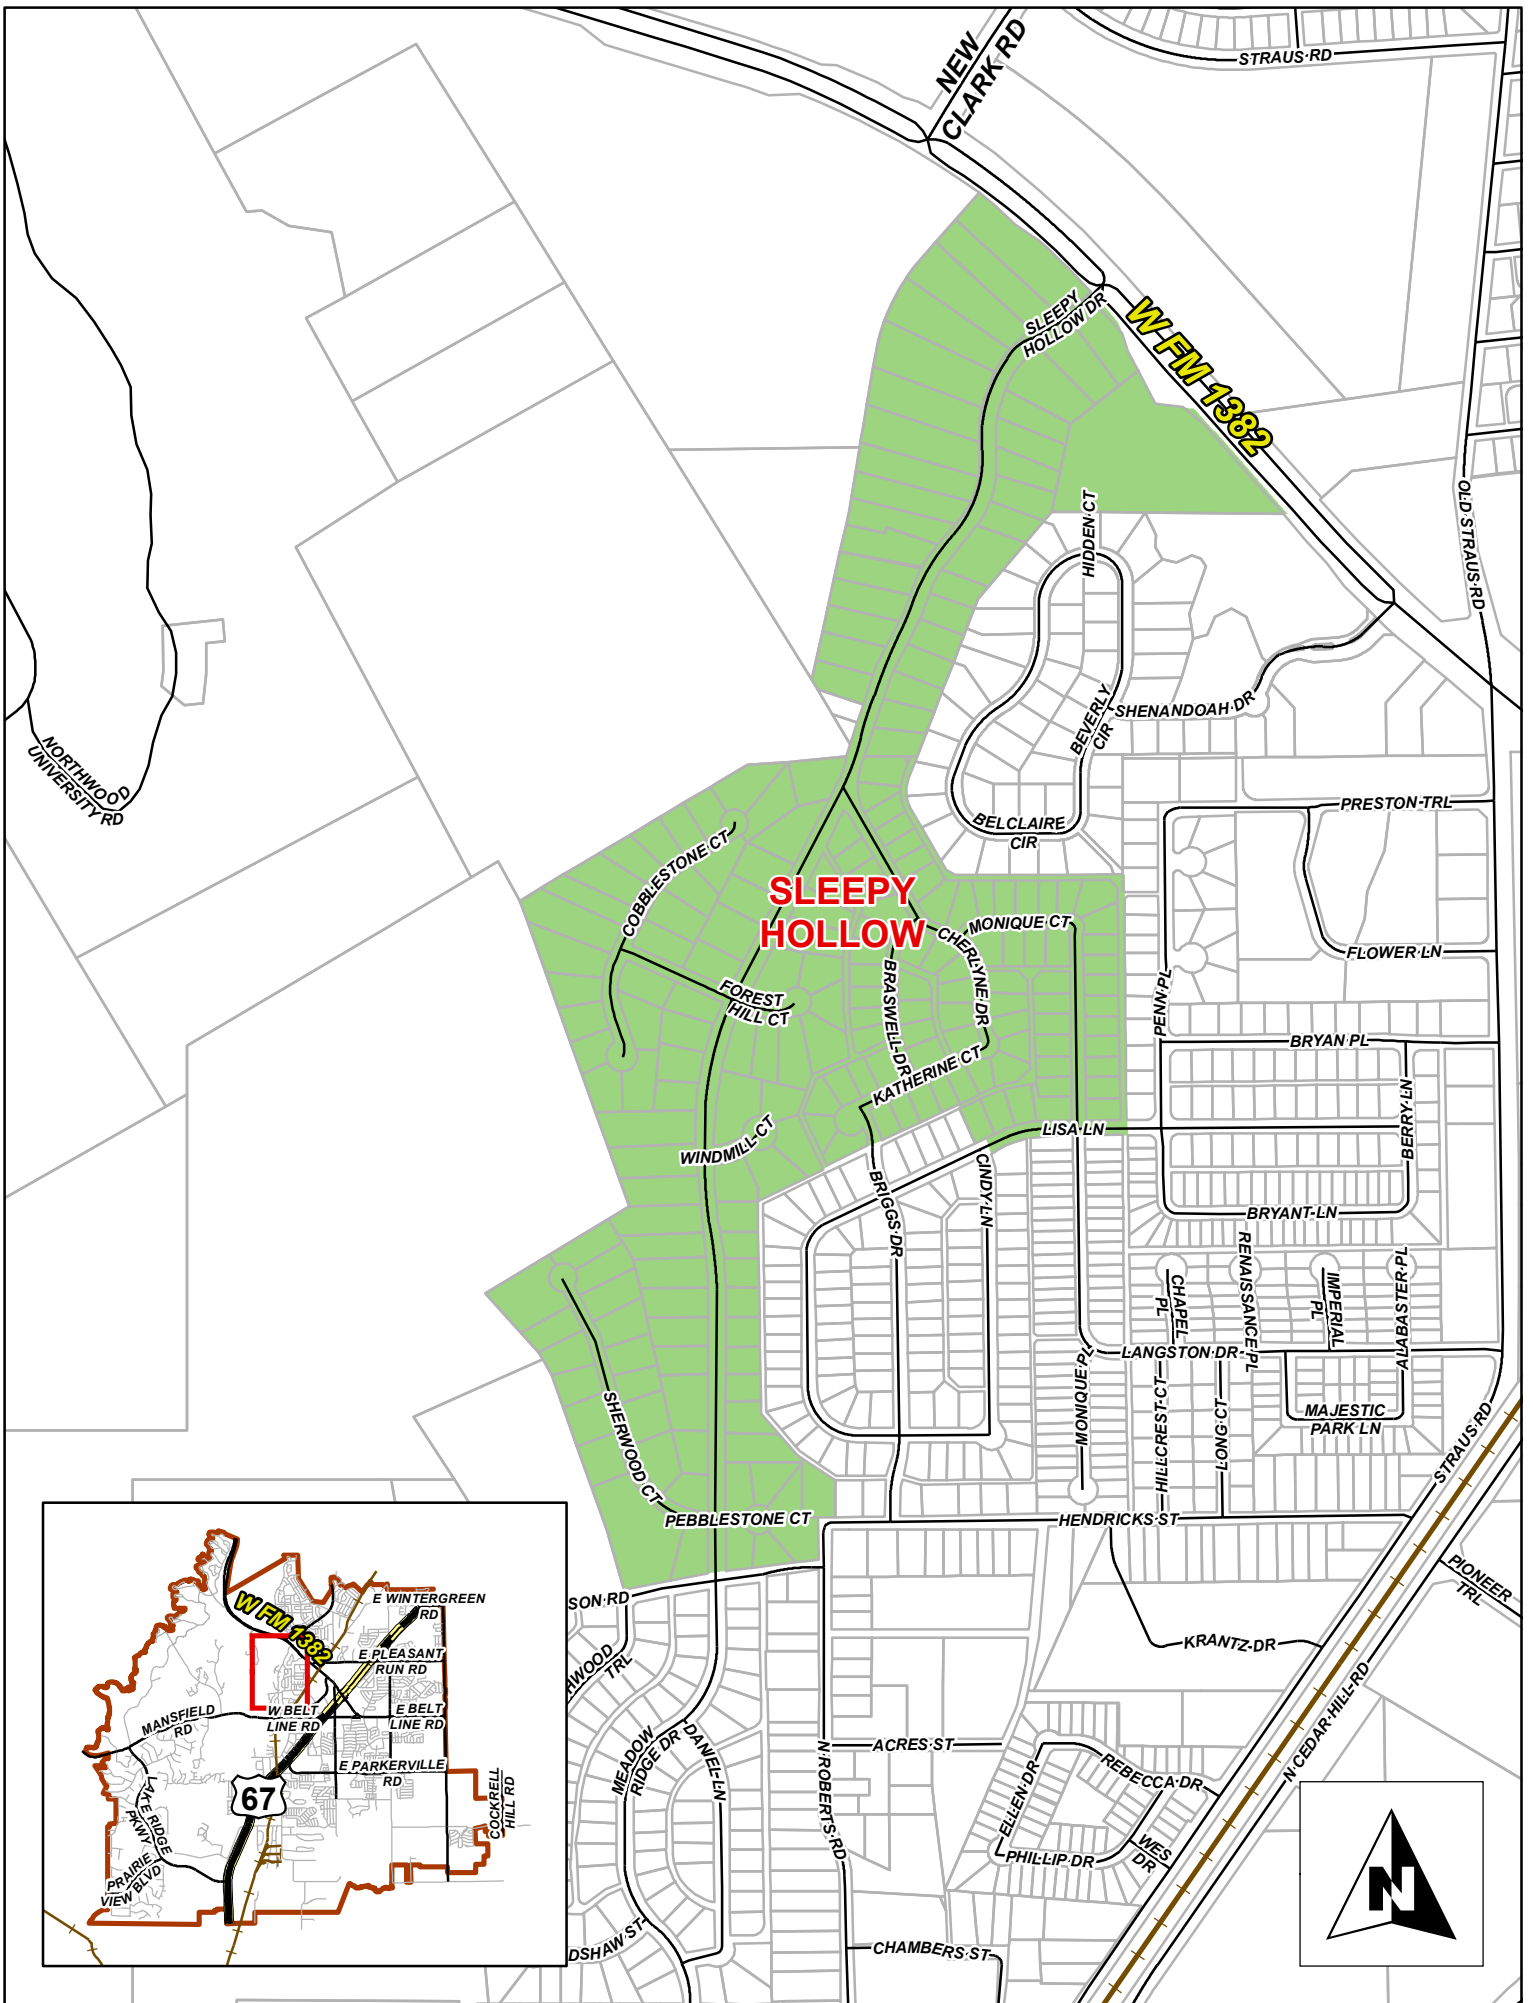 NEW
CLARK RD
STRAUS RD
SLEEPY
HOLLOW DR
W FM 1382
OLD STRAUS RD
HIDDEN CT
BEVERLY
CIR
SHENANDOAH DR
NORTHWOOD
UNIVERSITY RD
BELCLAIRE
CIR
PRESTON TRL
COBBLESTONE CT
SLEEPY
HOLLOW
MONIQUE CT
CHERLYNE DR
FLOWER LN
BRASWELL DR
FOREST
HILL CT
PENN PL
BRYAN PL
KATHERINE CT
BERRY LN
LISA LN
WINDMILL CT
CINDY LN
BRIGGS DR
BRYANT LN
RENAISSANCE PL
CHAPEL
PL
IMPERIAL
PL
ALABASTER PL
LANGSTON DR
MONIQUE PL
HILLCREST CT
LONG CT
MAJESTIC
PARK LN
STRAUS RD
SHERWOOD CT
PEBBLESTONE CT
HENDRICKS ST
PIONEER
TRL
SON RD
HWOOD
TRL
KRANTZ DR
N CEDAR HILL RD
MEADOW
RIDGE DR
DANIEL LN
N ROBERTS RD
ACRES ST
ELLEN DR
REBECCA DR
PHILLIP DR
WES
DR
DSHAW ST
CHAMBERS ST
W FM 1382
E WINTERGREEN
RD
E PLEASANT
RUN RD
MANSFIELD
RD
W BELT
LINE RD
E BELT
LINE RD
E PARKERVILLE
RD
LAKE RIDGE
PKWY
67
COCKRELL
HILL RD
PRAIRIE
VIEW BLVD
N